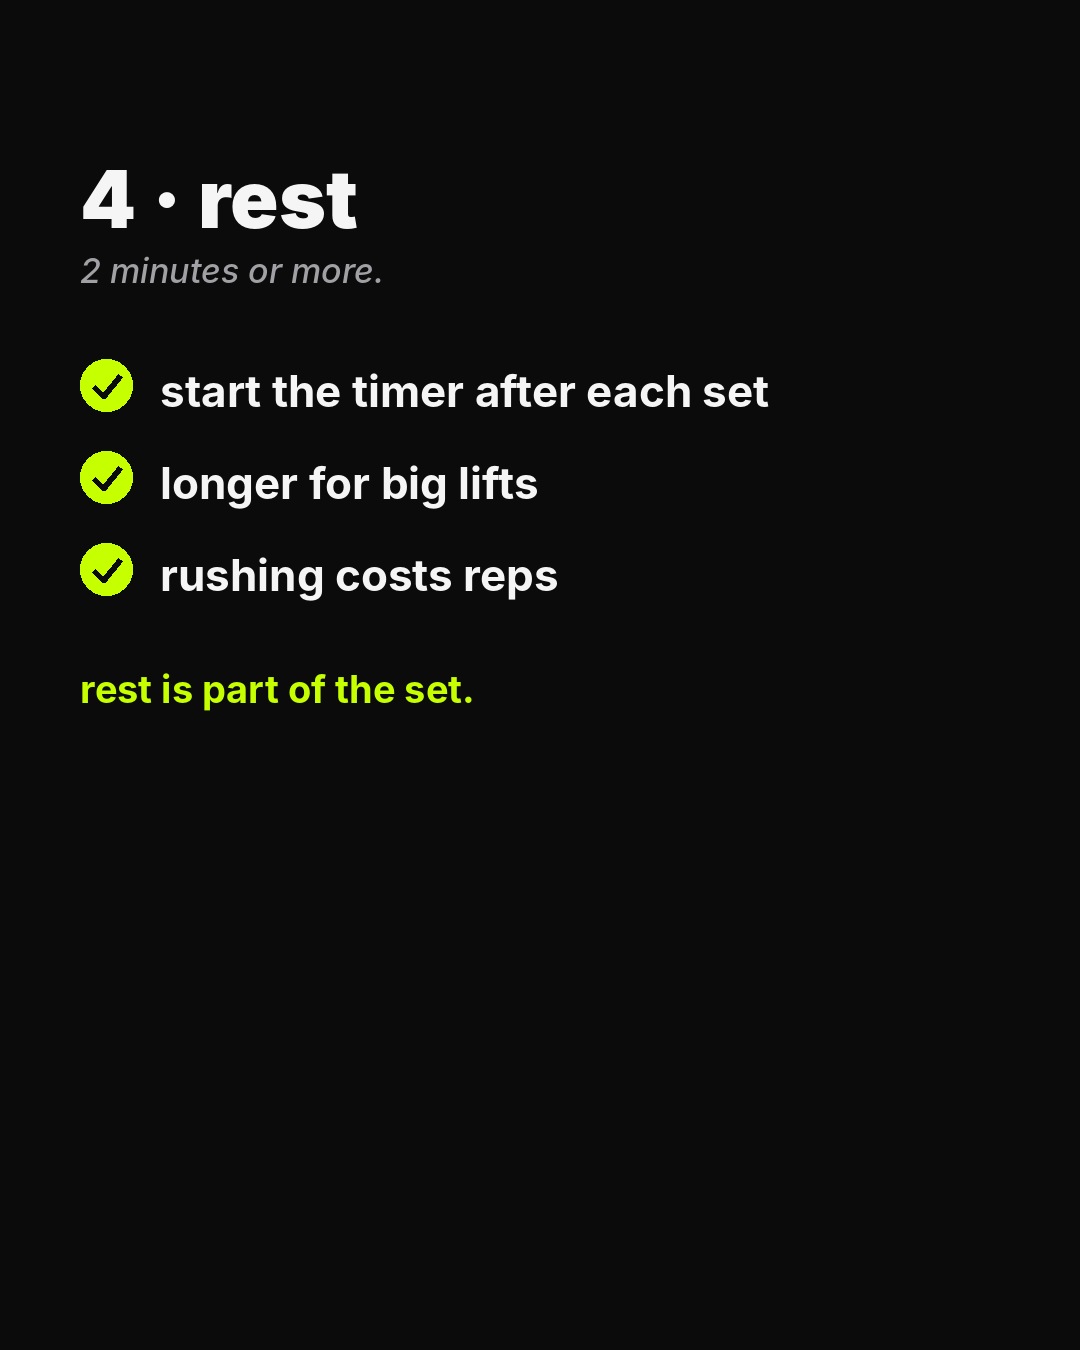 4 · rest
2 minutes or more.
start the timer after each set
longer for big lifts
rushing costs reps
rest is part of the set.